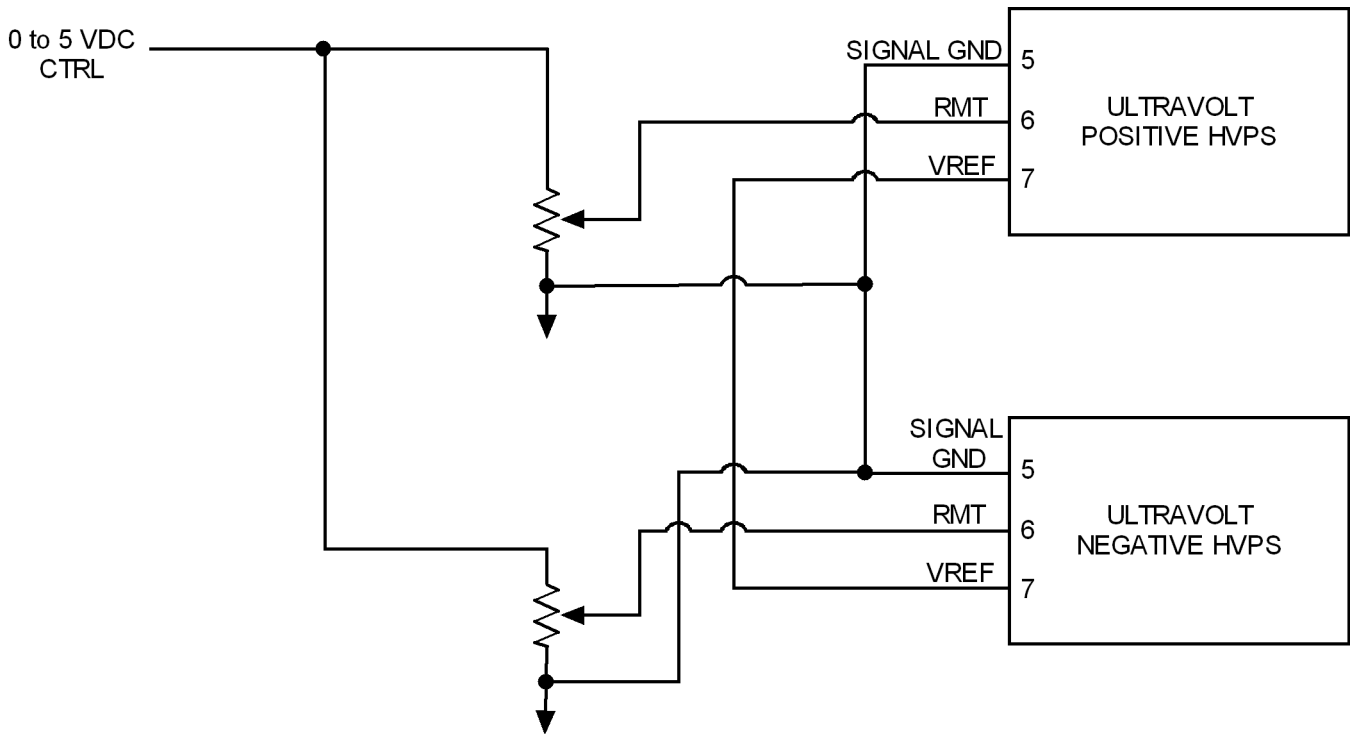 0 to 5 VDC
CTRL
SIGNAL GND
5
RMT
6
VREF
7
ULTRAVOLT
POSITIVE HVPS
SIGNAL
GND
5
RMT
6
VREF
7
ULTRAVOLT
NEGATIVE HVPS